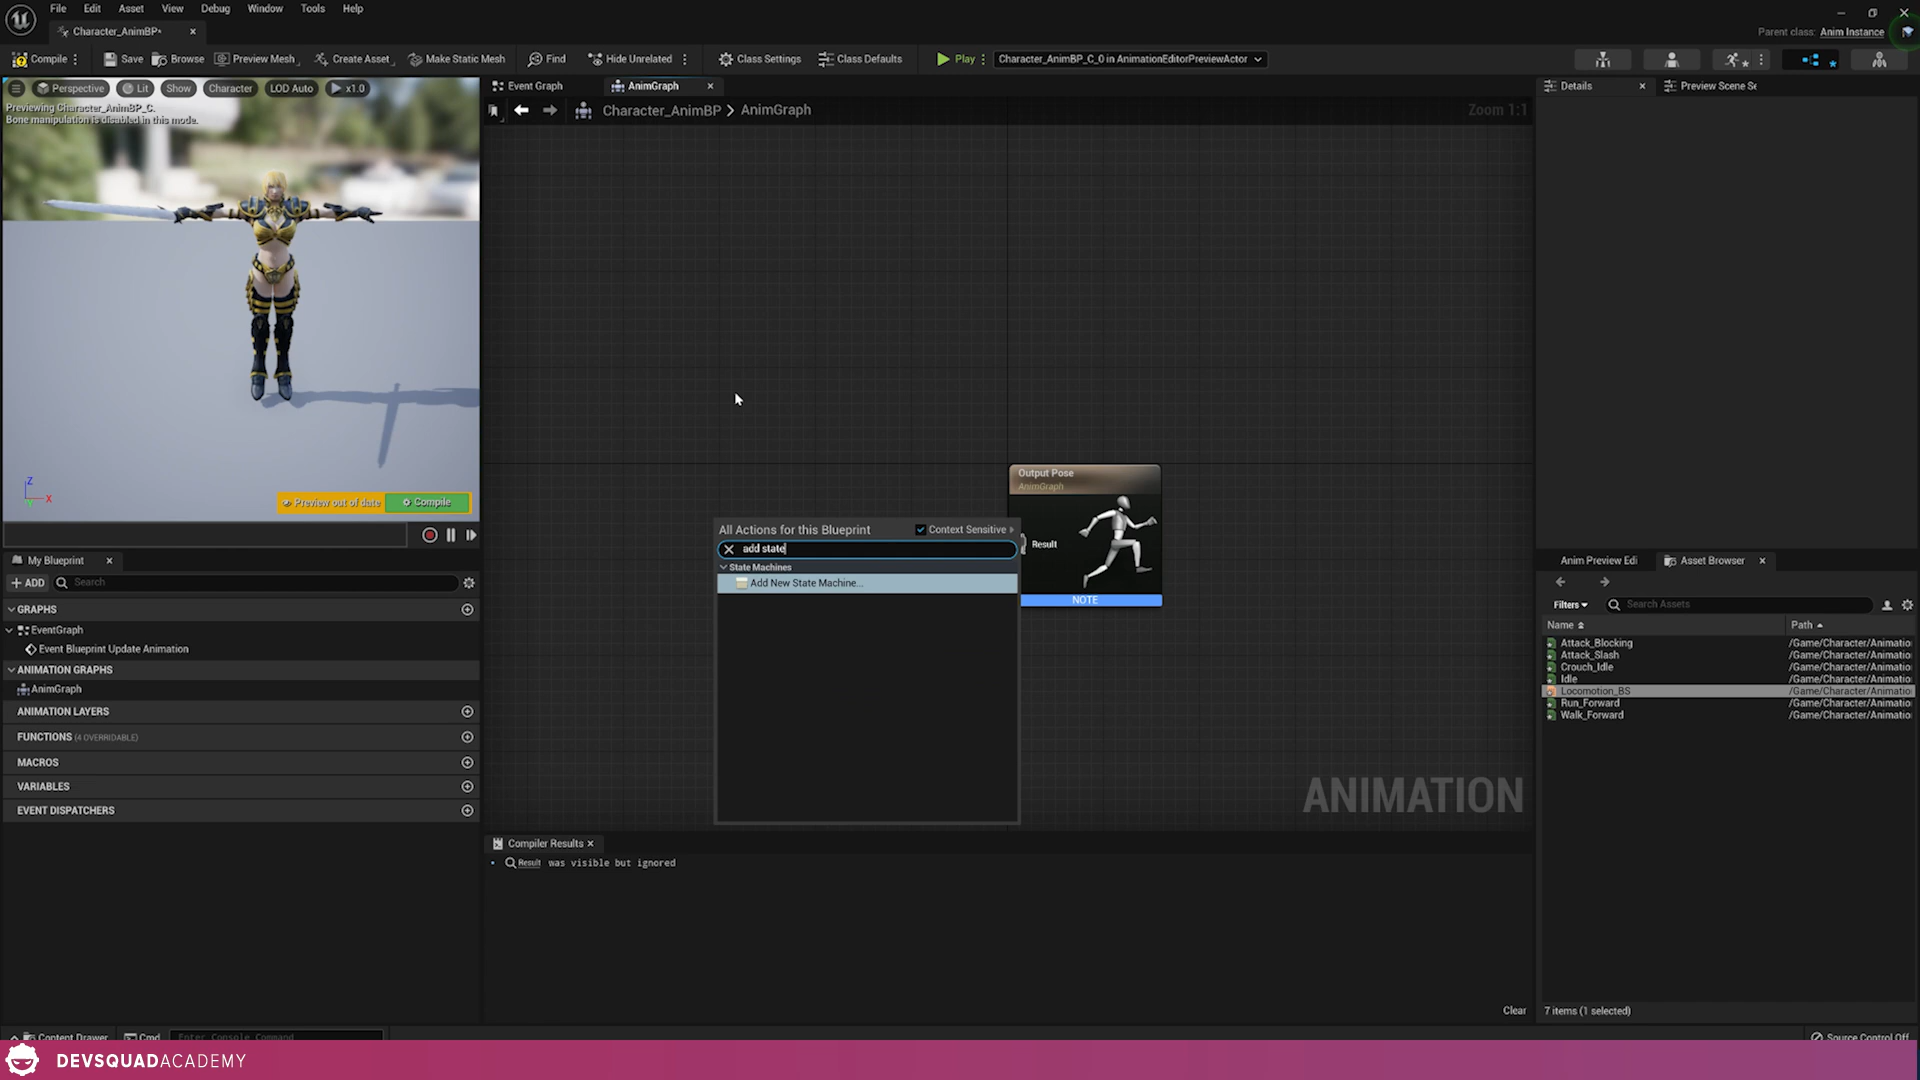 File Edit Asset View Debug Window Tools Help
Character_AnimBP*
Parent class: Anim Instance
Compile Save Browse Preview Mesh Create Asset Make Static Mesh Find Hide Unrelated Class Settings Class Defaults Play Character_AnimBP_C_0 in AnimationEditorPreviewActor
Perspective Lit Show Character LOD Auto x1.0
Previewing Character_AnimBP_C.
Bone manipulation is disabled in this mode.
Z
X
Preview out of date Compile
Event Graph AnimGraph
Character_AnimBP > AnimGraph
Zoom 1:1
Output Pose
AnimGraph
Result
NOTE
All Actions for this Blueprint Context Sensitive
add state
State Machines
Add New State Machine...
ANIMATION
My Blueprint
+ ADD Search
GRAPHS
EventGraph
Event Blueprint Update Animation
ANIMATION GRAPHS
AnimGraph
ANIMATION LAYERS
FUNCTIONS (4 OVERRIDABLE)
MACROS
VARIABLES
EVENT DISPATCHERS
Compiler Results
Result was visible but ignored
Clear
Details Preview Scene Se
Anim Preview Edi Asset Browser
Filters Search Assets
Name Path
Attack_Blocking /Game/Character/Animatio
Attack_Slash /Game/Character/Animatio
Crouch_Idle /Game/Character/Animatio
Idle /Game/Character/Animatio
Locomotion_BS /Game/Character/Animatio
Run_Forward /Game/Character/Animatio
Walk_Forward /Game/Character/Animatio
7 items (1 selected)
Content Drawer Cmd Enter Console Command
Source Control Off
DEVSQUADACADEMY